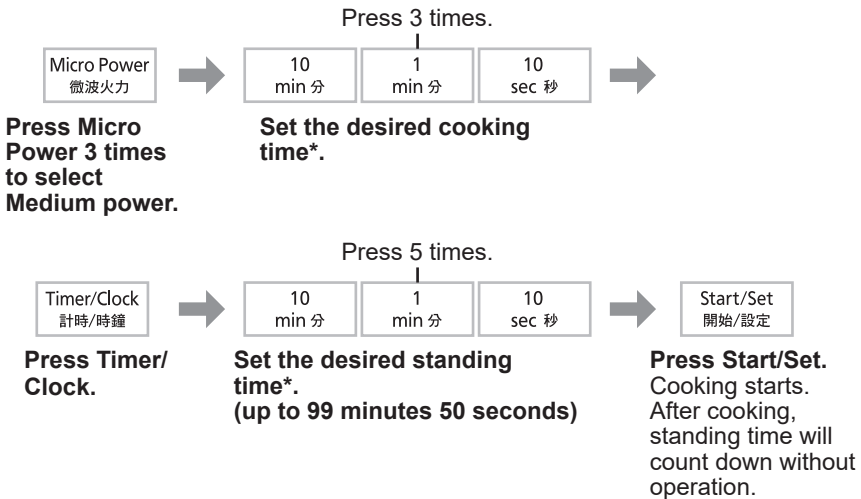 Press 3 times.
Micro Power
微波火力
10
min 分
1
min 分
10
sec 秒
Press Micro
Power 3 times
to select
Medium power.
Set the desired cooking
time*.
Press 5 times.
Timer/Clock
計時/時鐘
10
min 分
1
min 分
10
sec 秒
Start/Set
開始/設定
Press Timer/
Clock.
Set the desired standing
time*.
(up to 99 minutes 50 seconds)
Press Start/Set.
Cooking starts.
After cooking,
standing time will
count down without
operation.